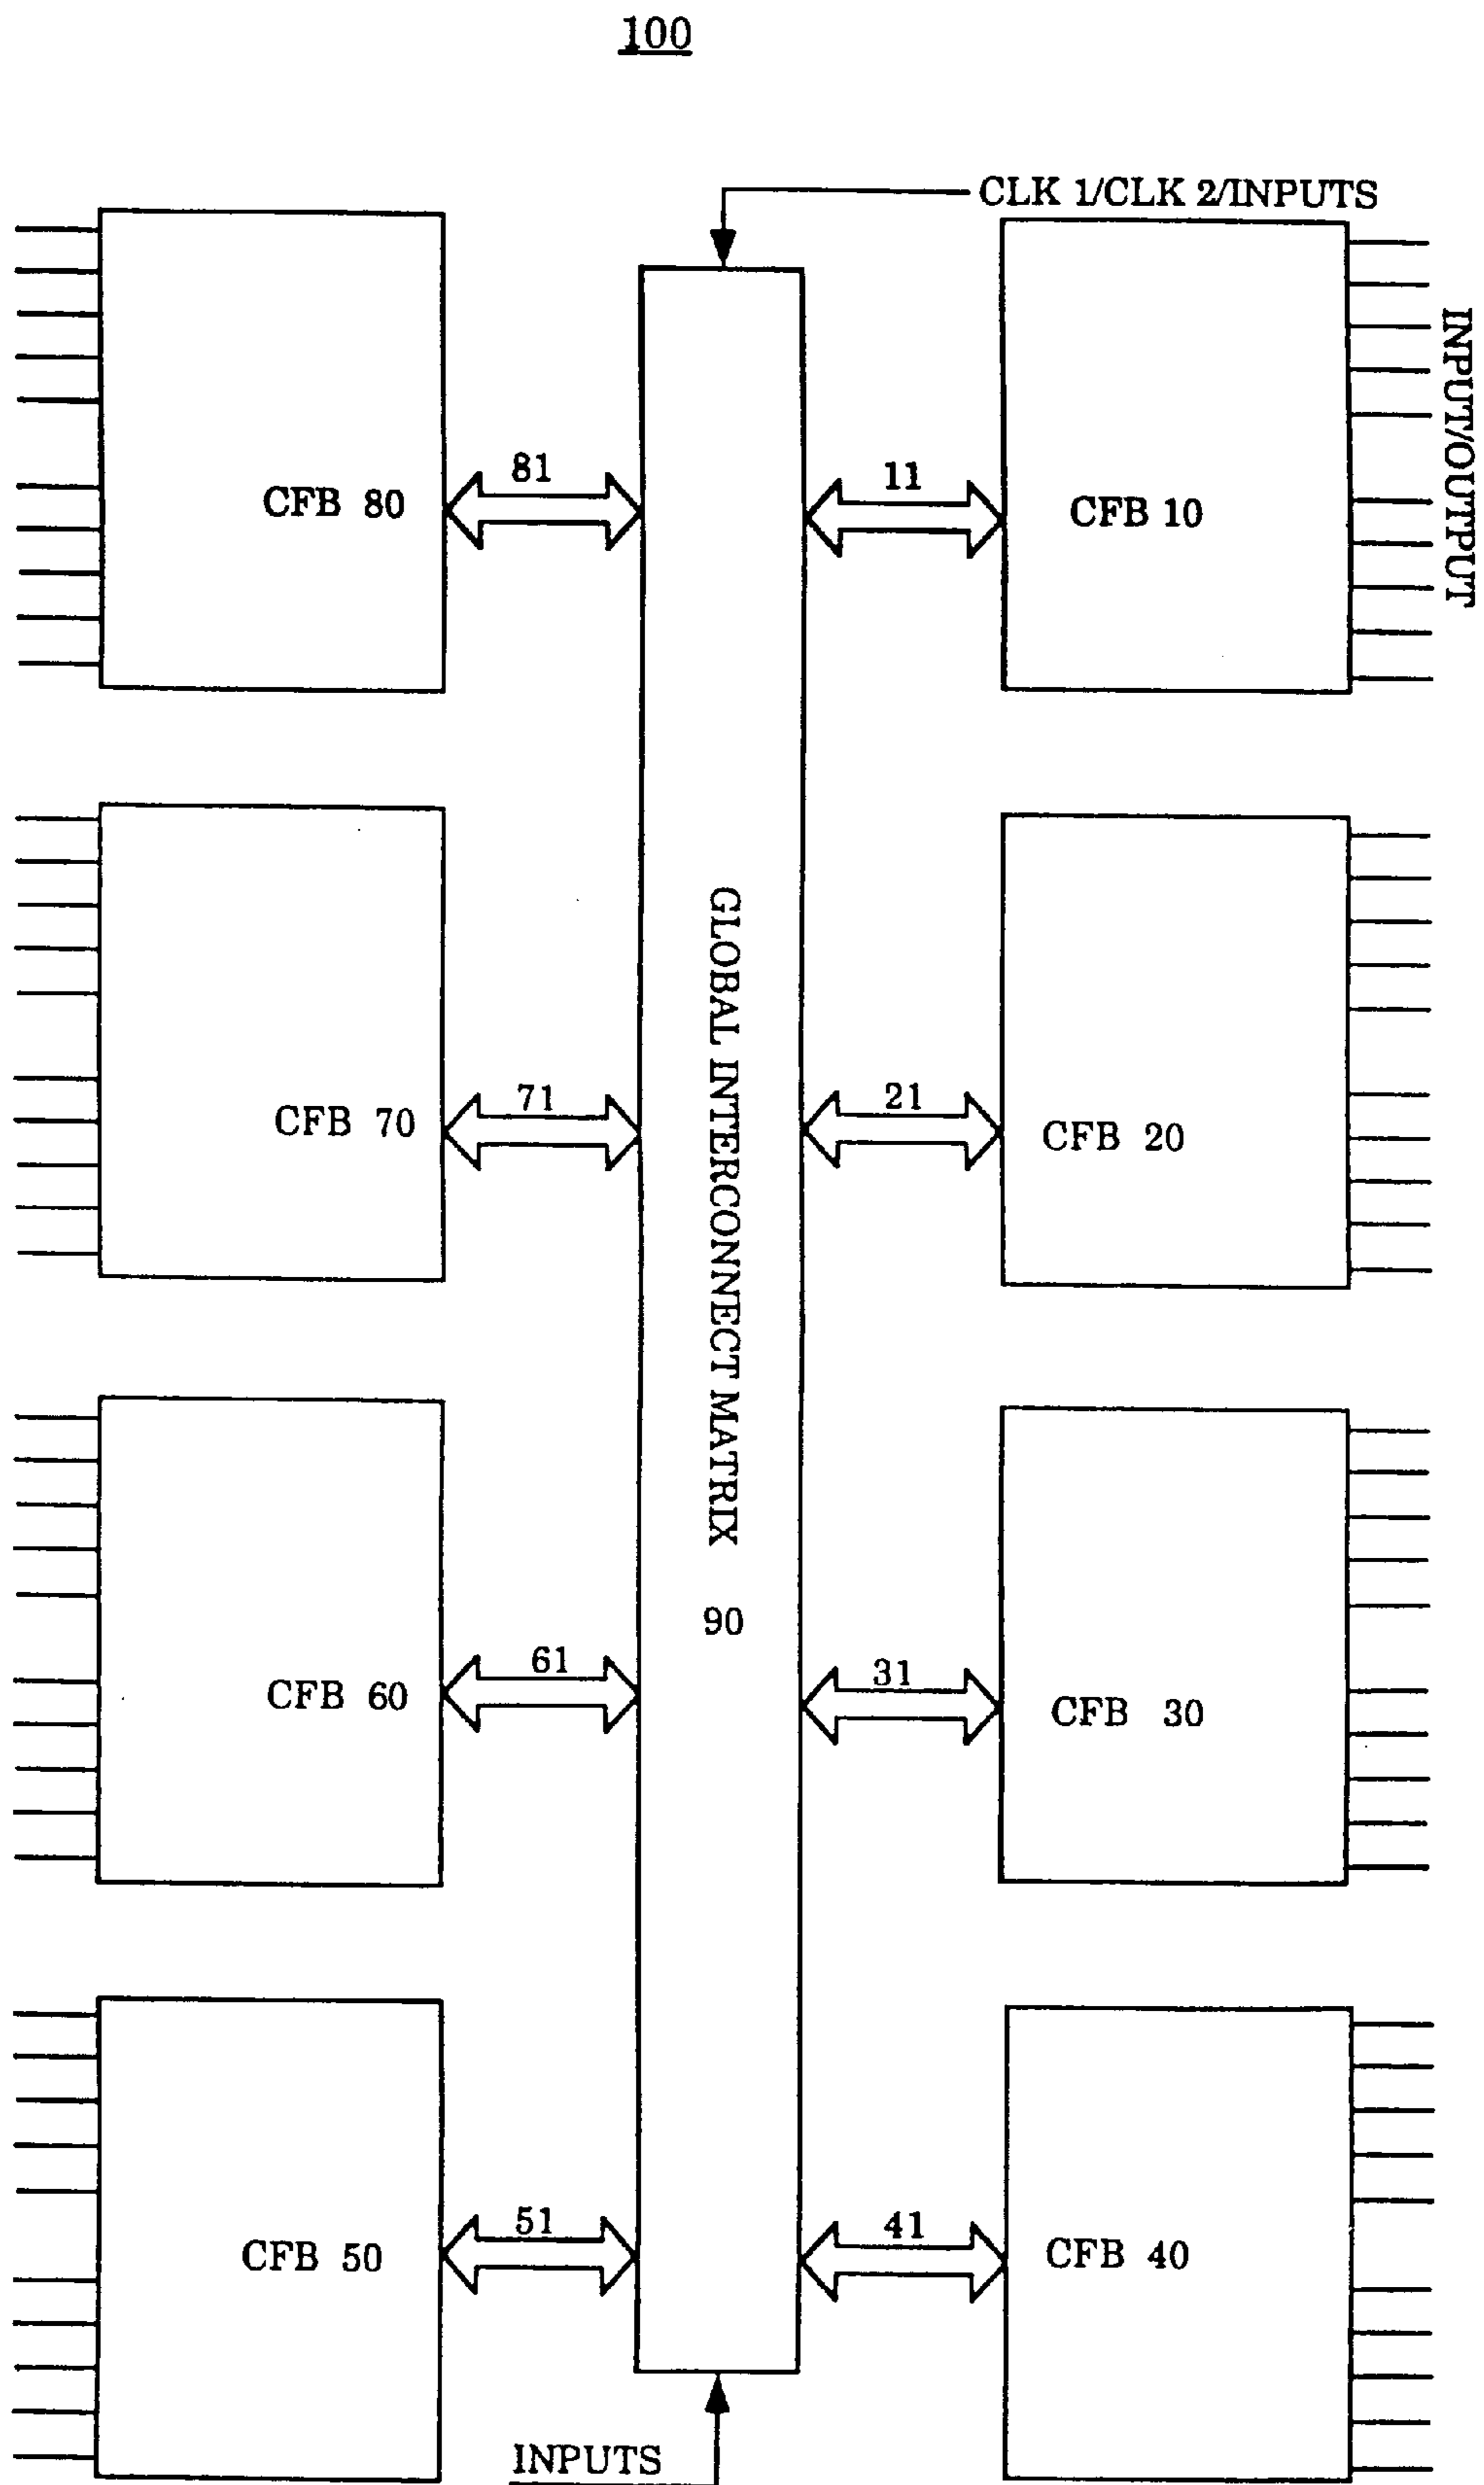 100
CLK 1/CLK 2/INPUTS
INPUT/OUTPUT
CFB 80
81
11
CFB 10
CFB 70
71
21
CFB 20
GLOBAL INTERCONNECT MATRIX 90
CFB 60
61
31
CFB 30
CFB 50
51
41
CFB 40
INPUTS